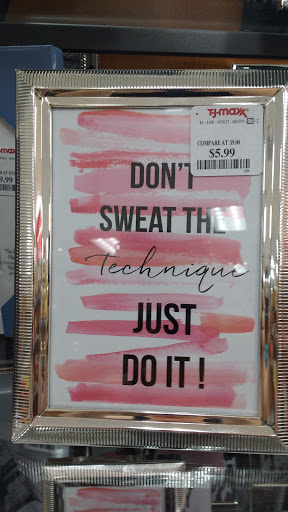 T·J·maxx
COMPARE AT $9.00
$5.99
DON'T
SWEAT THE
technique
JUST
DO IT !